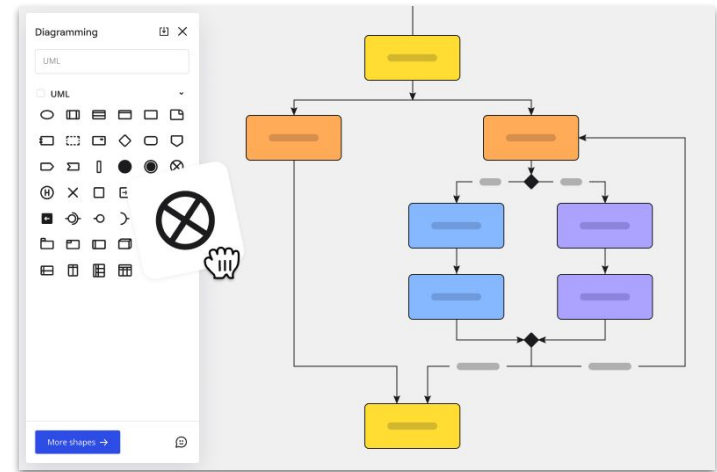 Diagramming
UML
UML
H
More shapes →